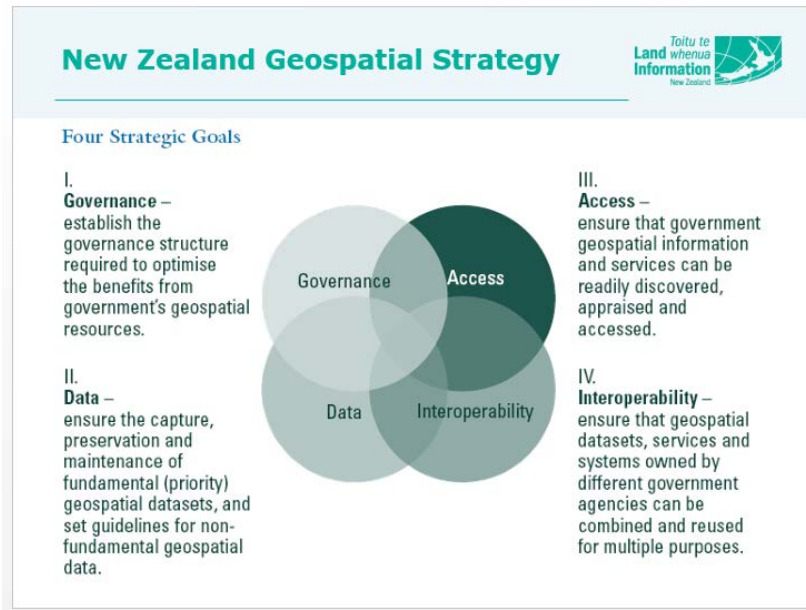 New Zealand Geospatial Strategy
Toitu te
Land whenua
Information
New Zealand
Four Strategic Goals
I.
Governance –
establish the
governance structure
required to optimise
the benefits from
government's geospatial
resources.
II.
Data –
ensure the capture,
preservation and
maintenance of
fundamental (priority)
geospatial datasets, and
set guidelines for non-
fundamental geospatial
data.
Governance
Access
Data
Interoperability
III.
Access –
ensure that government
geospatial information
and services can be
readily discovered,
appraised and
accessed.
IV.
Interoperability –
ensure that geospatial
datasets, services and
systems owned by
different government
agencies can be
combined and reused
for multiple purposes.